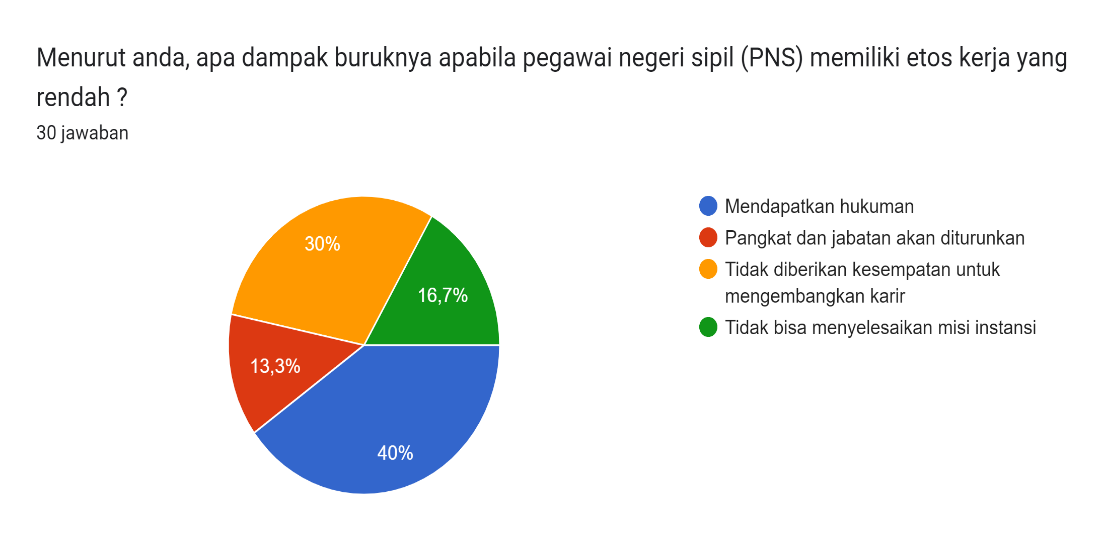 Menurut anda, apa dampak buruknya apabila pegawai negeri sipil (PNS) memiliki etos kerja yang
rendah ?
30 jawaban
30%
16,7%
13,3%
40%
Mendapatkan hukuman
Pangkat dan jabatan akan diturunkan
Tidak diberikan kesempatan untuk
mengembangkan karir
Tidak bisa menyelesaikan misi instansi